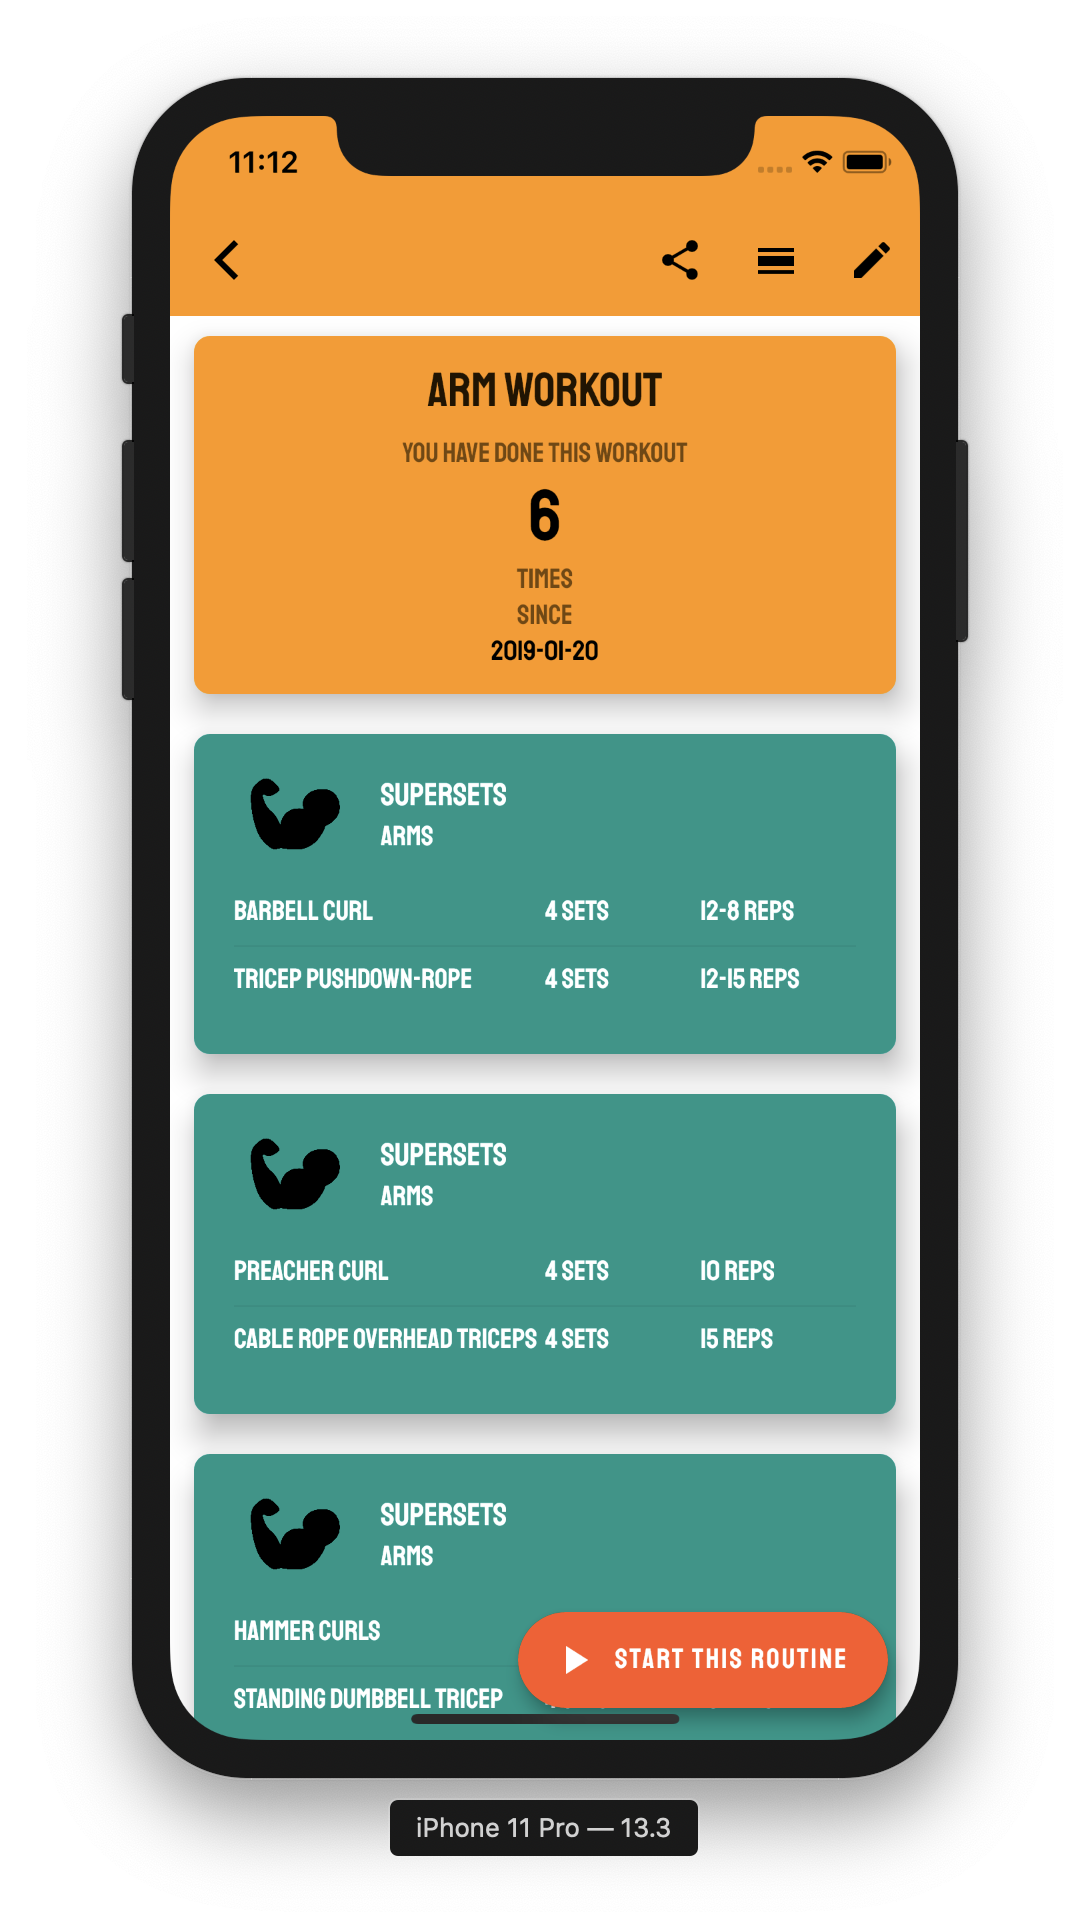 11:12
ARM WORKOUT
YOU HAVE DONE THIS WORKOUT
6
TIMES
SINCE
2019-01-20
SUPERSETS
ARMS
BARBELL CURL 4 SETS 12-8 REPS
TRICEP PUSHDOWN-ROPE 4 SETS 12-15 REPS
SUPERSETS
ARMS
PREACHER CURL 4 SETS 10 REPS
CABLE ROPE OVERHEAD TRICEPS 4 SETS 15 REPS
SUPERSETS
ARMS
HAMMER CURLS
START THIS ROUTINE
STANDING DUMBBELL TRICEP
iPhone 11 Pro — 13.3